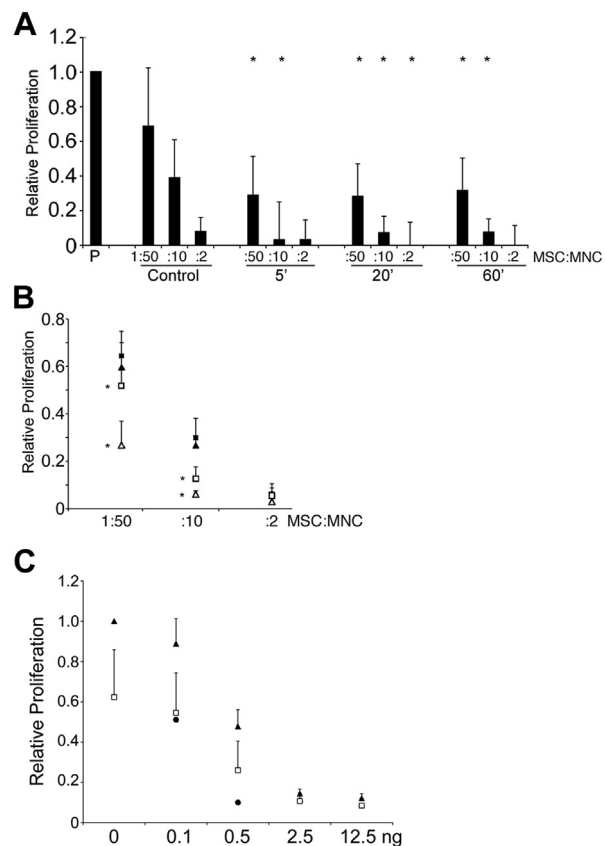 A
Relative Proliferation
1.2
1.0
0.8
0.6
0.4
0.2
0
* * * * * * *
P 1:50 :10 :2 :50 :10 :2 :50 :10 :2 :50 :10 :2 MSC:MNC
Control 5' 20' 60'
B
Relative Proliferation
0.8
0.6
0.4
0.2
0
*
*
*
*
1:50 :10 :2 MSC:MNC
C
Relative Proliferation
1.2
1.0
0.8
0.6
0.4
0.2
0
0 0.1 0.5 2.5 12.5 ng